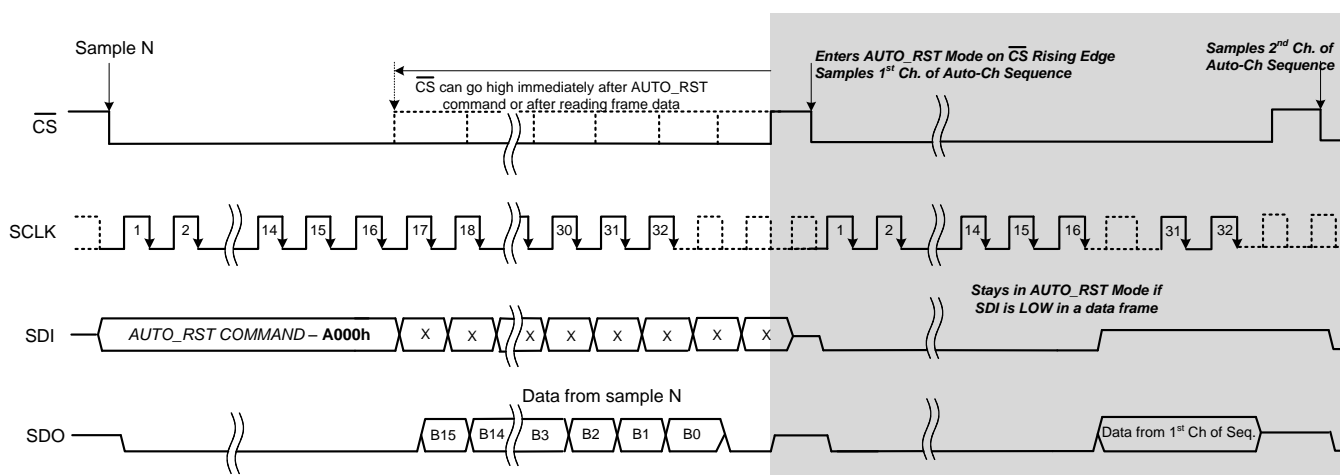 Sample N
CS can go high immediately after AUTO_RST
command or after reading frame data
Enters AUTO_RST Mode on CS Rising Edge
Samples 1st Ch. of Auto-Ch Sequence
Samples 2nd Ch. of
Auto-Ch Sequence
CS
SCLK
1 2 14 15 16 17 18 30 31 32 1 2 14 15 16 31 32
Stays in AUTO_RST Mode if
SDI is LOW in a data frame
SDI
AUTO_RST COMMAND – A000h X X X X X X X X
Data from sample N
SDO
B15 B14 B3 B2 B1 B0
Data from 1st Ch of Seq.